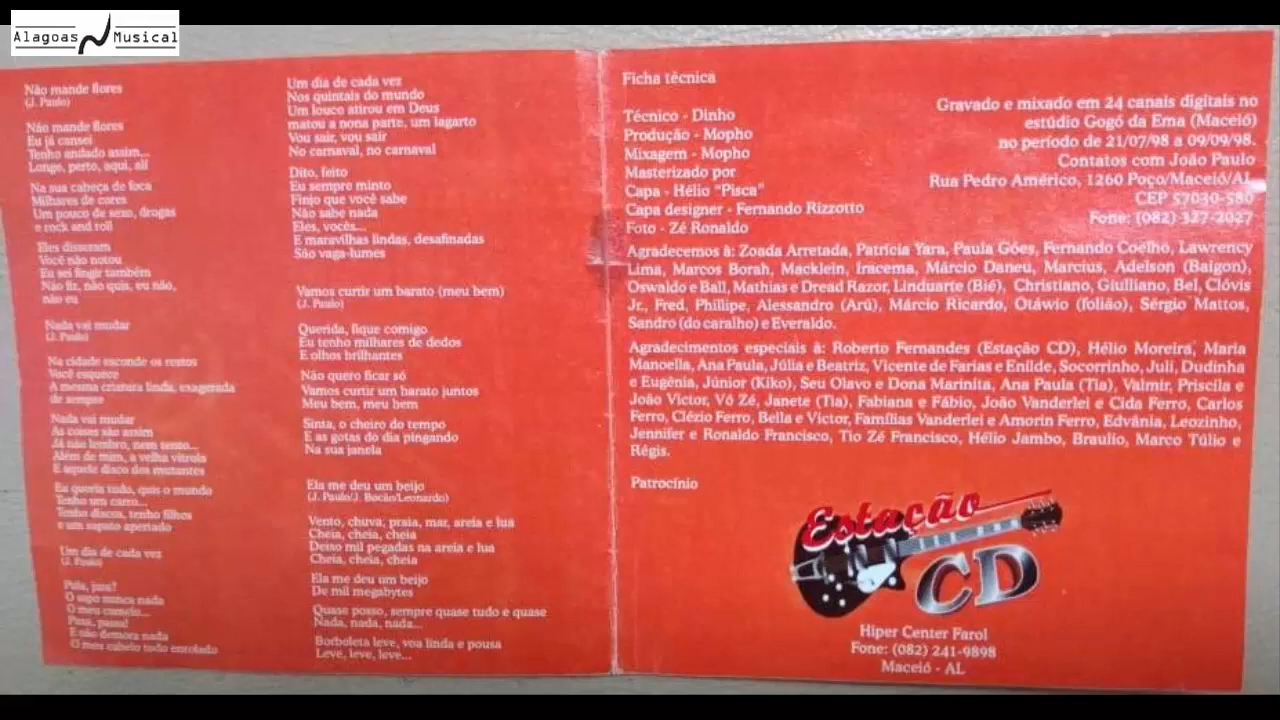 Alagoas Musical
Não mande flores
(J. Paulo)
Não mande flores
Eu já cansei
Tenho andado assim...
Longe, perto, aqui, ali
Na sua cabeça de foca
Milhares de cores
Um pouco de sexo, drogas
e rock and roll
Eles disseram
Você não notou
Eu sei fingir também
Não fiz, não quis, eu não,
não eu
Nada vai mudar
(J. Paulo)
Na cidade esconde os restos
Você esquece
A mesma criatura linda, exagerada
de sempre
Nada vai mudar
As coisas são assim
Já não lembro, nem tento...
Além de mim, a velha vitrola
E aquele disco dos mutantes
Eu queria tudo, quis o mundo
Tenho um carro...
Tenho discos, tenho filhos
e um sapato apertado
Um dia de cada vez
(J. Paulo)
Pula, jura?
O sapo nunca nada
O meu camelo...
Pasa, passa!
E não demora nada
O meu cabelo todo enrolado
Um dia de cada vez
Nos quintais do mundo
Um louco atirou em Deus
matou a nona parte, um lagarto
Vou sair, vou sair
No carnaval, no carnaval
Dito, feito
Eu sempre minto
Finjo que você sabe
Não sabe nada
Eles, vocês...
E maravilhas lindas, desafinadas
São vaga-lumes
Vamos curtir um barato (meu bem)
(J. Paulo)
Querida, fique comigo
Eu tenho milhares de dedos
E olhos brilhantes
Não quero ficar só
Vamos curtir um barato juntos
Meu bem, meu bem
Sinta, o cheiro do tempo
E as gotas do dia pingando
Na sua janela
Ela me deu um beijo
(J. Paulo/J. Bocão/Leonardo)
Vento, chuva, praia, mar, areia e lua
Cheia, cheia, cheia
Deixo mil pegadas na areia e lua
Cheia, cheia, cheia
Ela me deu um beijo
De mil megabytes
Quase posso, sempre quase tudo e quase
Nada, nada, nada...
Borboleta leve, voa linda e pousa
Leve, leve, leve...
Ficha técnica
Técnico - Dinho
Produção - Mopho
Mixagem - Mopho
Masterizado por
Capa - Hélio "Pisca"
Capa designer - Fernando Rizzotto
Foto - Zé Ronaldo
Gravado e mixado em 24 canais digitais no
estúdio Gogó da Ema (Maceió)
no período de 21/07/98 a 09/09/98.
Contatos com João Paulo
Rua Pedro Américo, 1260 Poço/Maceió/AL
CEP 57030-580
Fone: (082) 327-2027
Agradecemos à: Zoada Arretada, Patrícia Yara, Paula Góes, Fernando Coelho, Lawrency
Lima, Marcos Borah, Macklein, Iracema, Márcio Daneu, Marcius, Adelson (Baigon),
Oswaldo e Ball, Mathias e Dread Razor, Linduarte (Bié), Christiano, Giulliano, Bel, Clóvis
Jr., Fred, Phillipe, Alessandro (Arú), Márcio Ricardo, Otáwio (folião), Sérgio Mattos,
Sandro (do caralho) e Everaldo.
Agradecimentos especiais à: Roberto Fernandes (Estação CD), Hélio Moreira, Maria
Manoella, Ana Paula, Júlia e Beatriz, Vicente de Farias e Enilde, Socorrinho, Juli, Dudinha
e Eugênia, Júnior (Kiko), Seu Olavo e Dona Marinita, Ana Paula (Tia), Valmir, Priscila e
João Victor, Vô Zé, Janete (Tia), Fabiana e Fábio, João Vanderlei e Cida Ferro, Carlos
Ferro, Clézio Ferro, Bella e Victor, Famílias Vanderlei e Amorin Ferro, Edvânia, Leozinho,
Jennifer e Ronaldo Francisco, Tio Zé Francisco, Hélio Jambo, Braulio, Marco Túlio e
Régis.
Patrocínio
Estação
CD
Hiper Center Farol
Fone: (082) 241-9898
Maceió - AL